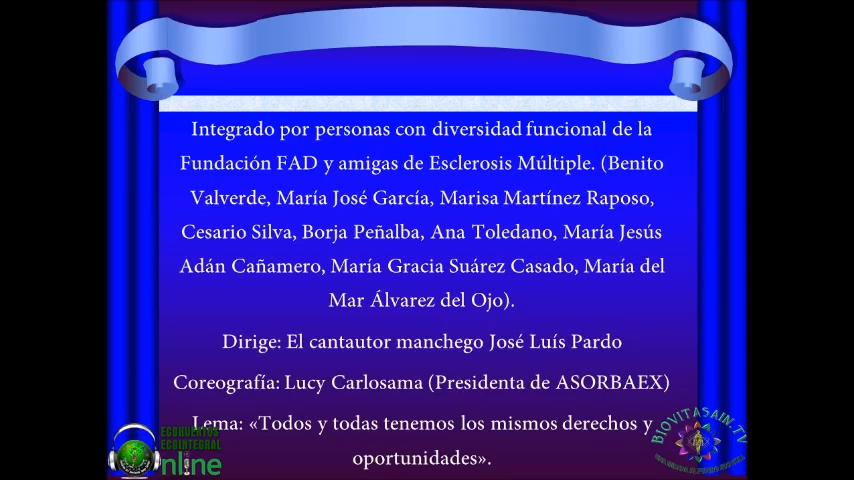 Integrado por personas con diversidad funcional de la
Fundación FAD y amigas de Esclerosis Múltiple. (Benito
Valverde, María José García, Marisa Martínez Raposo,
Cesario Silva, Borja Peñalba, Ana Toledano, María Jesús
Adán Cañamero, María Gracia Suárez Casado, María del
Mar Álvarez del Ojo).
Dirige: El cantautor manchego José Luís Pardo
Coreografía: Lucy Carlosama (Presidenta de ASORBAEX)
Lema: «Todos y todas tenemos los mismos derechos y
oportunidades».
ECOHUERTOS
ECOINTEGRAL
Online
BIOVITASAIN.TV